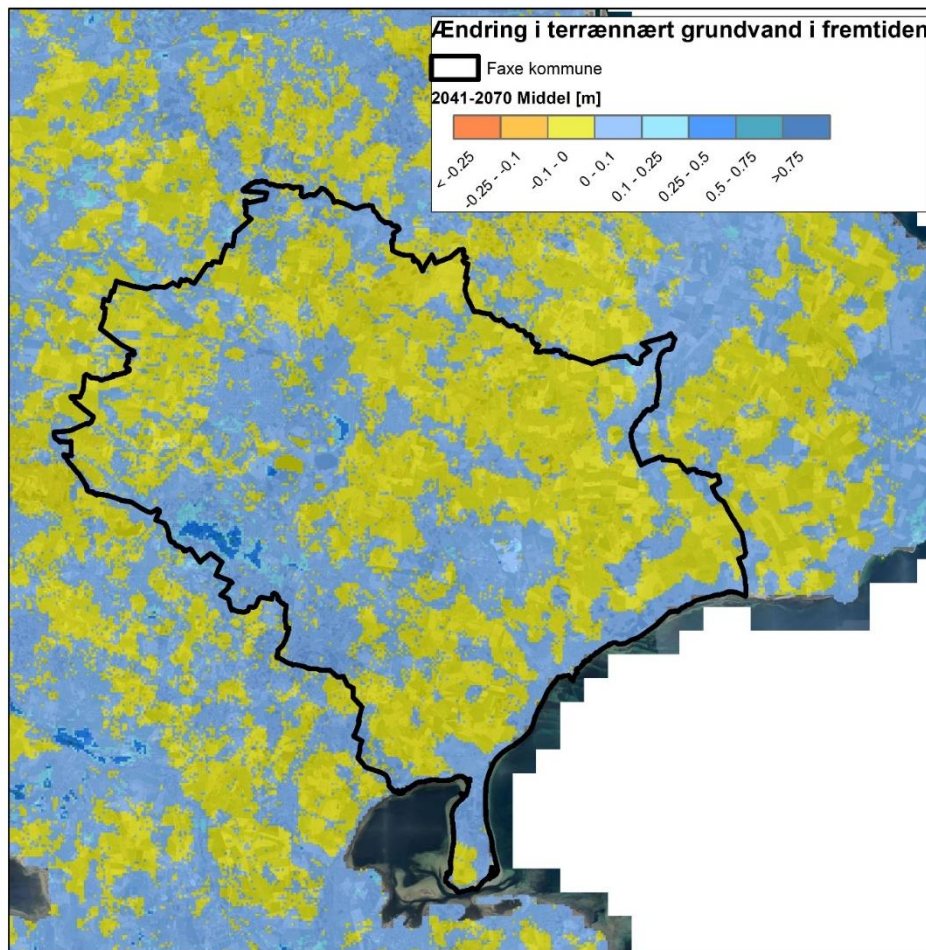 Ændring i terrænnært grundvand i fremtiden
Faxe kommune
2041-2070 Middel [m]
< -0.25
-0.25 - -0.1
-0.1 - 0
0 - 0.1
0.1 - 0.25
0.25 - 0.5
0.5 - 0.75
>0.75